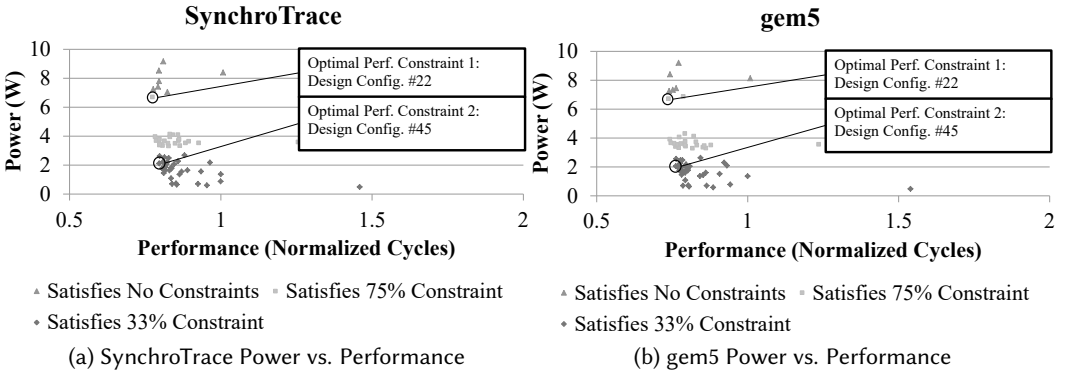 SynchroTrace
Power (W)
10
8
6
4
2
0
0.5
1
1.5
2
Performance (Normalized Cycles)
Optimal Perf. Constraint 1:
Design Config. #22
Optimal Perf. Constraint 2:
Design Config. #45
Satisfies No Constraints
Satisfies 75% Constraint
Satisfies 33% Constraint
(a) SynchroTrace Power vs. Performance
gem5
Power (W)
10
8
6
4
2
0
0.5
1
1.5
2
Performance (Normalized Cycles)
Optimal Perf. Constraint 1:
Design Config. #22
Optimal Perf. Constraint 2:
Design Config. #45
Satisfies No Constraints
Satisfies 75% Constraint
Satisfies 33% Constraint
(b) gem5 Power vs. Performance